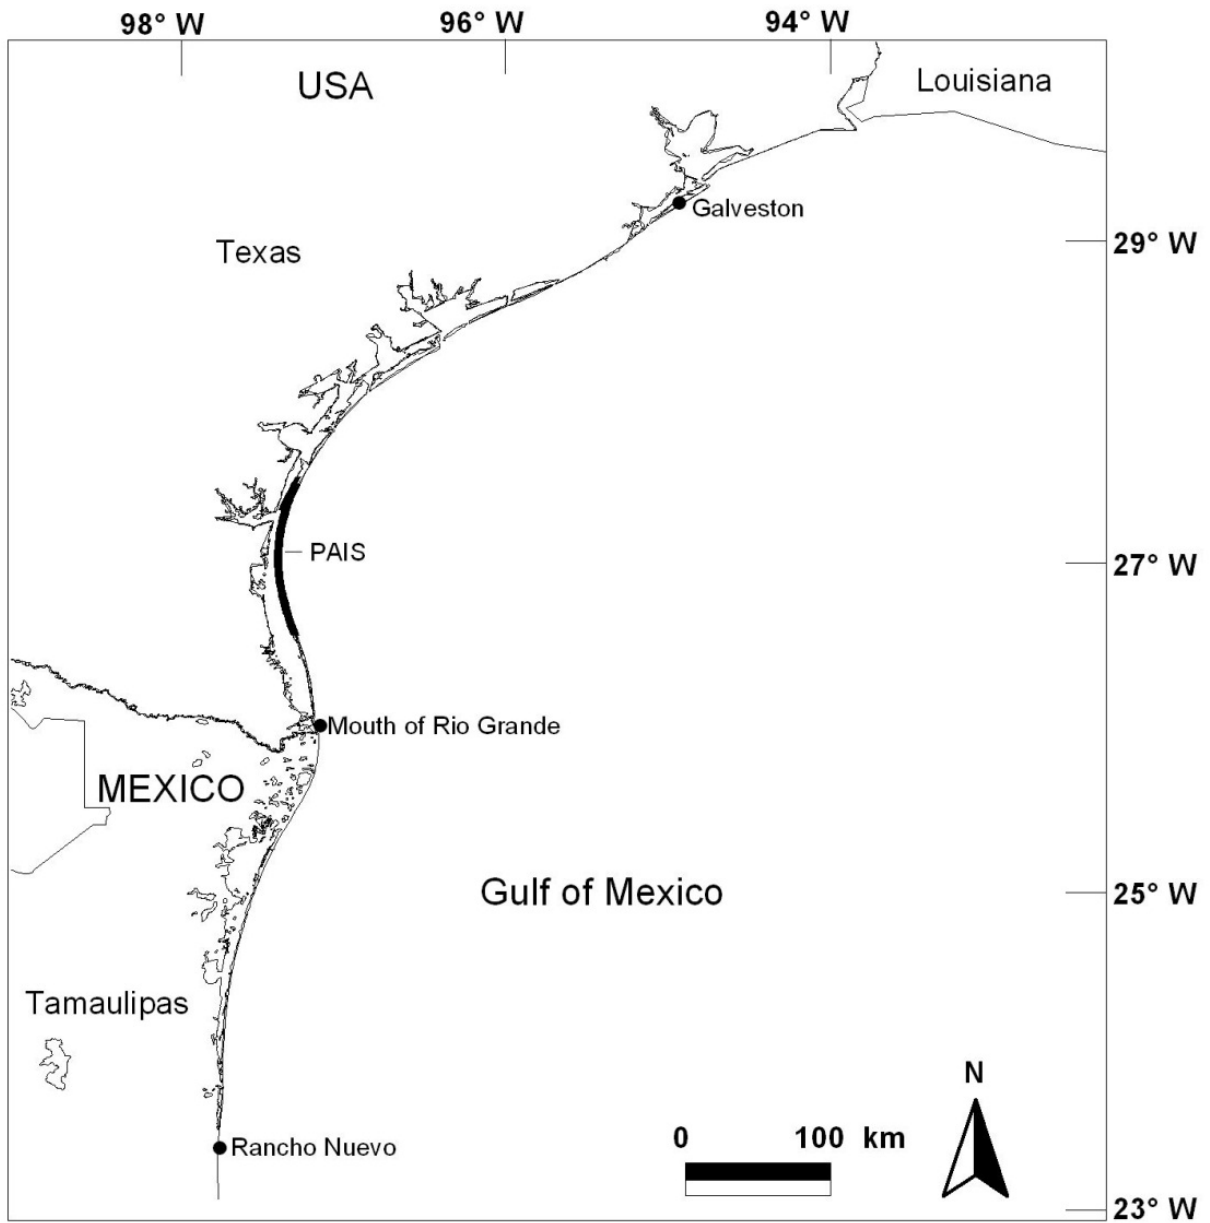 98° W 96° W 94° W
USA
Louisiana
Galveston
29° W
Texas
PAIS
27° W
Mouth of Rio Grande
MEXICO
Gulf of Mexico
25° W
Tamaulipas
N
0 100 km
Rancho Nuevo
23° W